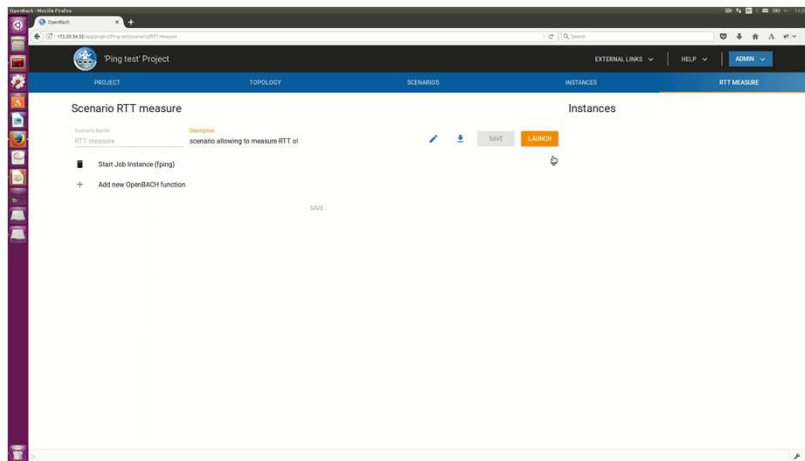 OpenBach - Mozilla Firefox
OpenBach
Search
'Ping test' Project
EXTERNAL LINKS
HELP
ADMIN
PROJECT
TOPOLOGY
SCENARIOS
INSTANCES
RTT MEASURE
Scenario RTT measure
Instances
Scenario Name
Description
RTT measure
scenario allowing to measure RTT of
SAVE
LAUNCH
Start Job Instance (fping)
Add new OpenBACH function
SAVE